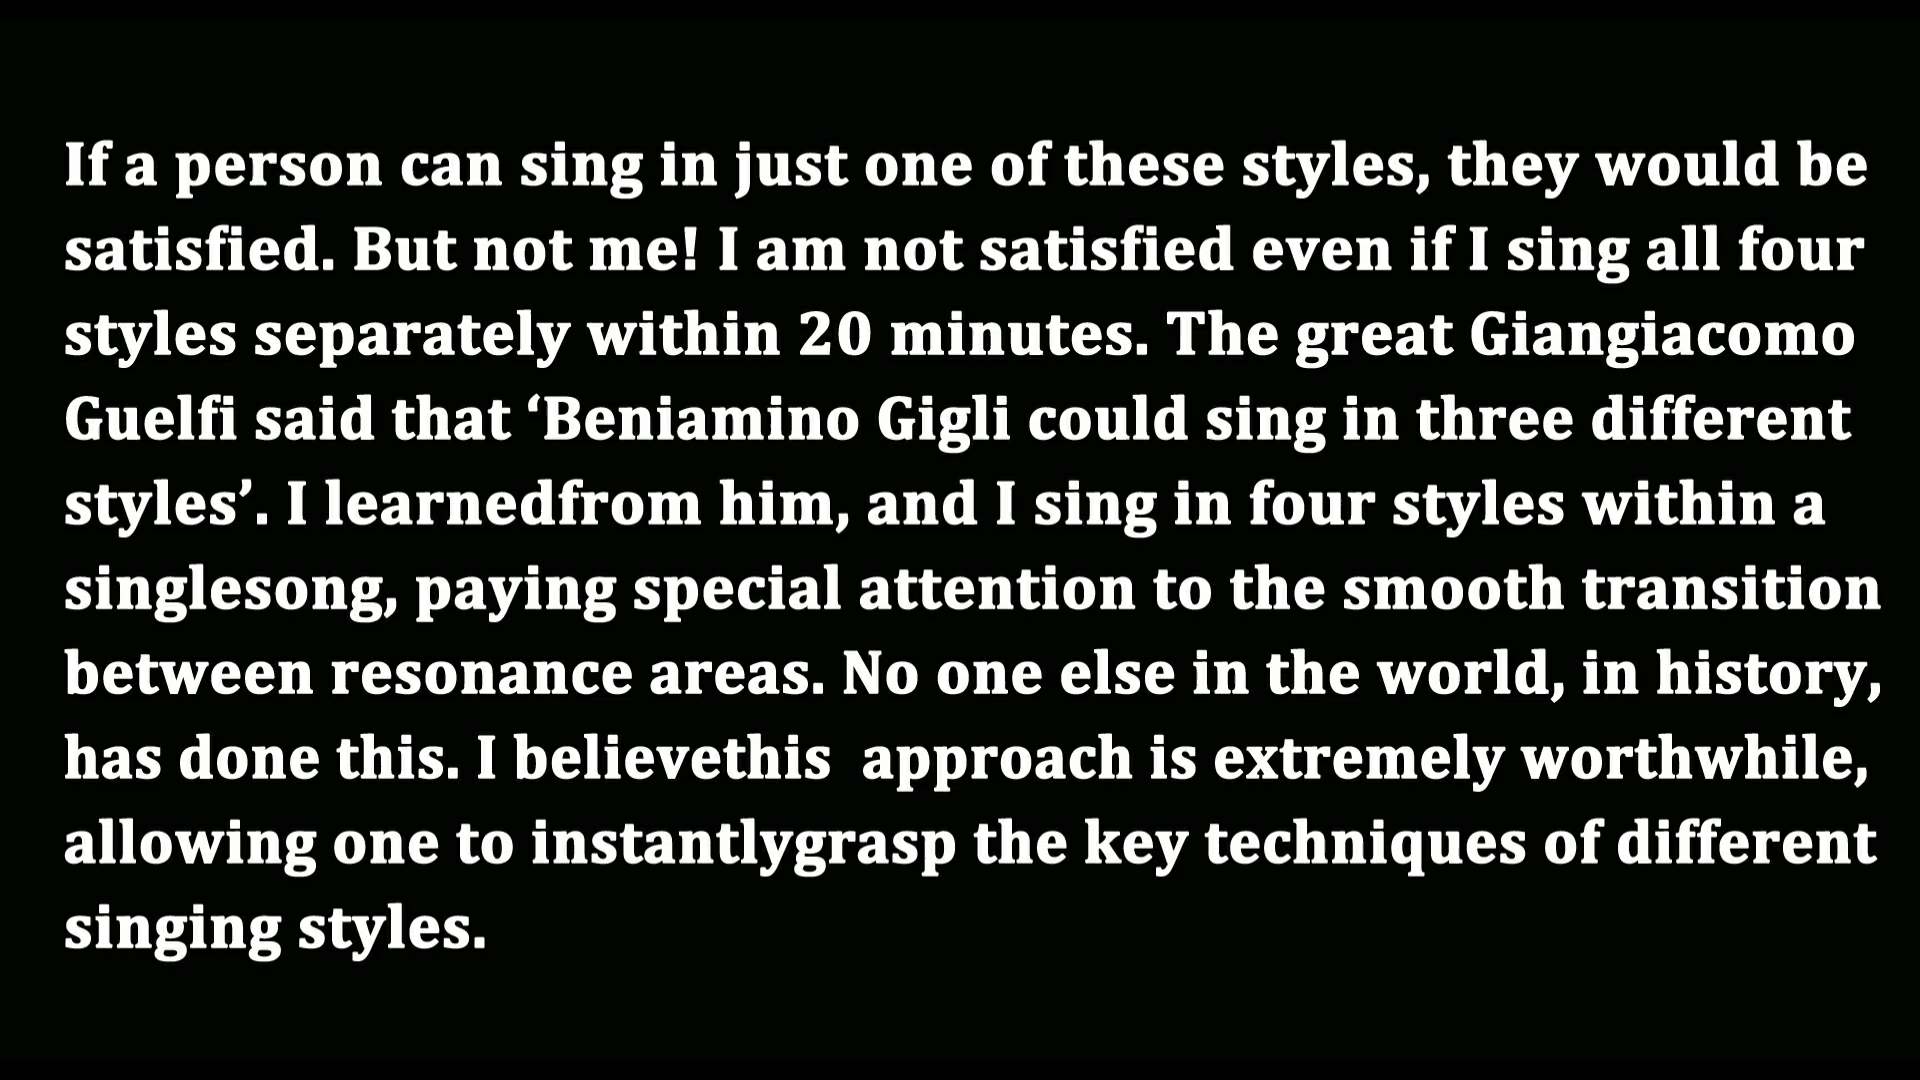 If a person can sing in just one of these styles, they would be
satisfied. But not me! I am not satisfied even if I sing all four
styles separately within 20 minutes. The great Giangiacomo
Guelfi said that ‘Beniamino Gigli could sing in three different
styles’. I learnedfrom him, and I sing in four styles within a
singlesong, paying special attention to the smooth transition
between resonance areas. No one else in the world, in history,
has done this. I believethis  approach is extremely worthwhile,
allowing one to instantlygrasp the key techniques of different
singing styles.